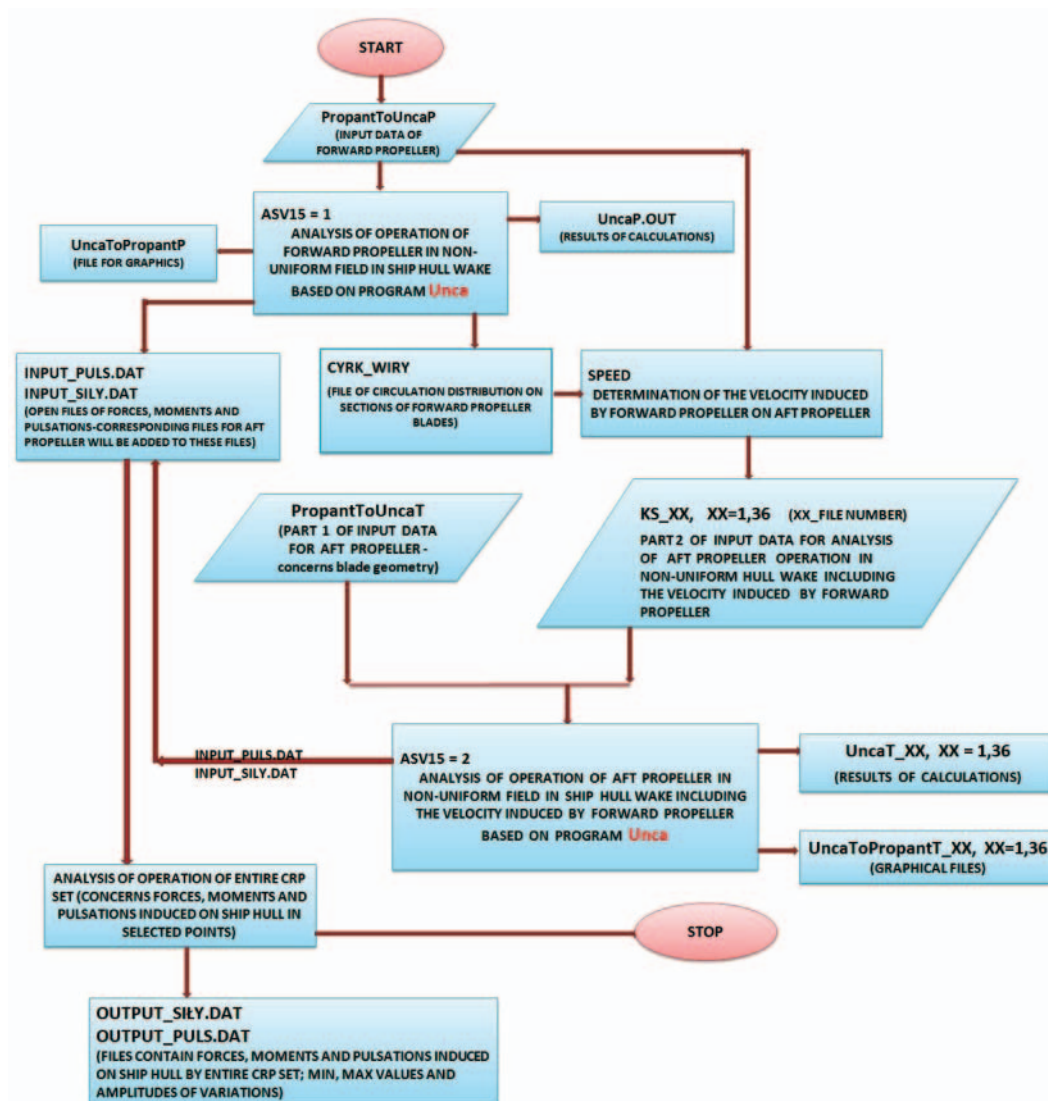 START
PropantToUncaP
(INPUT DATA OF
FORWARD PROPELLER)
ASV15 = 1
ANALYSIS OF OPERATION OF
FORWARD PROPELLER IN NON-
UNIFORM FIELD IN SHIP HULL WAKE
BASED ON PROGRAM Unca
UncaP.OUT
(RESULTS OF CALCULATIONS)
UncaToPropantP
(FILE FOR GRAPHICS)
INPUT_PULS.DAT
INPUT_SILY.DAT
(OPEN FILES OF FORCES, MOMENTS AND
PULSATIONS-CORRESPONDING FILES FOR AFT
PROPELLER WILL BE ADDED TO THESE FILES)
CYRK_WIRY
(FILE OF CIRCULATION DISTRIBUTION ON
SECTIONS OF FORWARD PROPELLER
BLADES)
SPEED
DETERMINATION OF THE VELOCITY INDUCED
BY FORWARD PROPELLER ON AFT PROPELLER
PropantToUncaT
(PART 1 OF INPUT DATA
FOR AFT PROPELLER -
concerns blade geometry)
KS_XX, XX=1,36 (XX_FILE NUMBER)
PART 2 OF INPUT DATA FOR ANALYSIS
OF AFT PROPELLER OPERATION IN
NON-UNIFORM HULL WAKE INCLUDING
THE VELOCITY INDUCED BY FORWARD
PROPELLER
INPUT_PULS.DAT
INPUT_SILY.DAT
ASV15 = 2
ANALYSIS OF OPERATION OF AFT PROPELLER IN
NON-UNIFORM FIELD IN SHIP HULL WAKE INCLUDING
THE VELOCITY INDUCED BY FORWARD PROPELLER
BASED ON PROGRAM Unca
UncaT_XX, XX = 1,36
(RESULTS OF CALCULATIONS)
UncaToPropantT_XX, XX=1,36
(GRAPHICAL FILES)
ANALYSIS OF OPERATION OF ENTIRE CRP
SET (CONCERNS FORCES, MOMENTS AND
PULSATIONS INDUCED ON SHIP HULL IN
SELECTED POINTS)
STOP
OUTPUT_SIŁY.DAT
OUTPUT_PULS.DAT
(FILES CONTAIN FORCES, MOMENTS AND PULSATIONS INDUCED
ON SHIP HULL BY ENTIRE CRP SET; MIN, MAX VALUES AND
AMPLITUDES OF VARIATIONS)